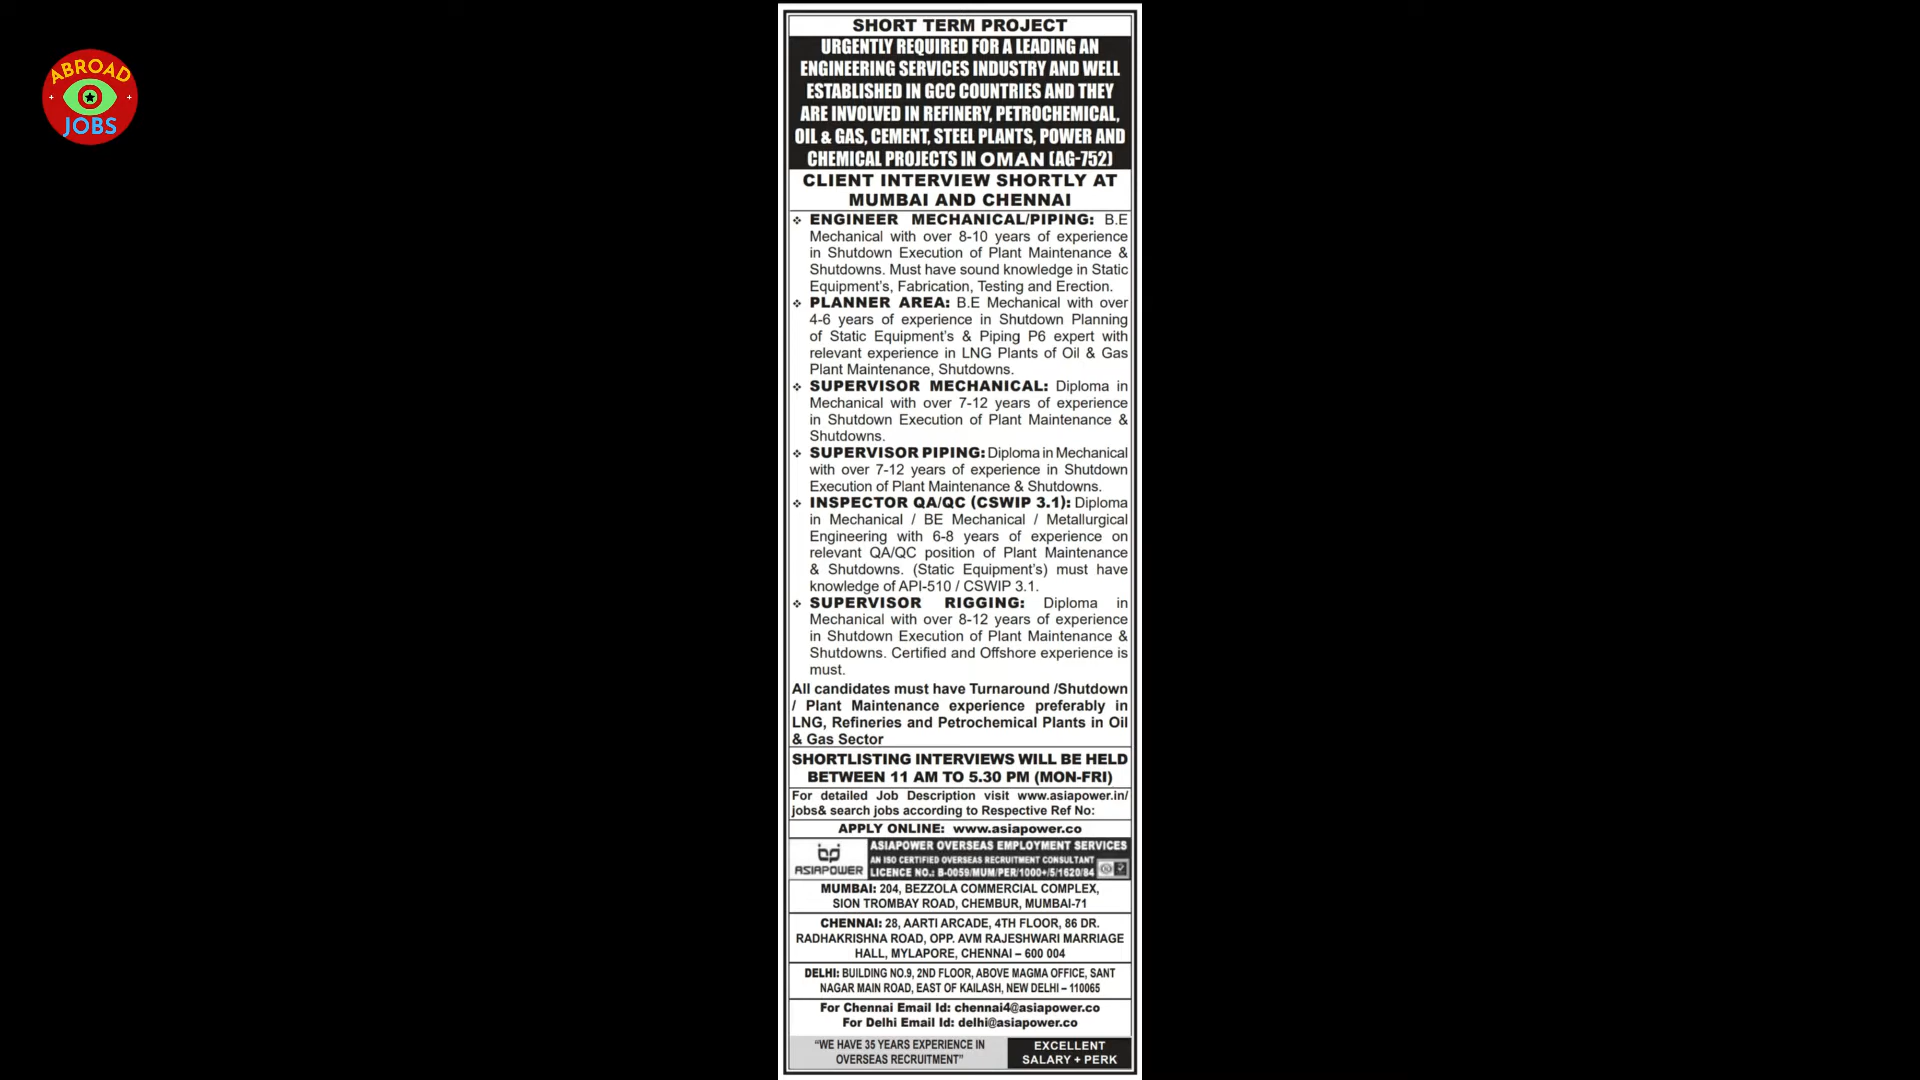 ABROAD
JOBS
SHORT TERM PROJECT
URGENTLY REQUIRED FOR A LEADING AN
ENGINEERING SERVICES INDUSTRY AND WELL
ESTABLISHED IN GCC COUNTRIES AND THEY
ARE INVOLVED IN REFINERY, PETROCHEMICAL,
OIL & GAS, CEMENT, STEEL PLANTS, POWER AND
CHEMICAL PROJECTS IN OMAN (AG-752)
CLIENT INTERVIEW SHORTLY AT
MUMBAI AND CHENNAI
❖ ENGINEER MECHANICAL/PIPING: B.E
Mechanical with over 8-10 years of experience
in Shutdown Execution of Plant Maintenance &
Shutdowns. Must have sound knowledge in Static
Equipment's, Fabrication, Testing and Erection.
❖ PLANNER AREA: B.E Mechanical with over
4-6 years of experience in Shutdown Planning
of Static Equipment's & Piping P6 expert with
relevant experience in LNG Plants of Oil & Gas
Plant Maintenance, Shutdowns.
❖ SUPERVISOR MECHANICAL: Diploma in
Mechanical with over 7-12 years of experience
in Shutdown Execution of Plant Maintenance &
Shutdowns.
❖ SUPERVISOR PIPING: Diploma in Mechanical
with over 7-12 years of experience in Shutdown
Execution of Plant Maintenance & Shutdowns.
❖ INSPECTOR QA/QC (CSWIP 3.1): Diploma
in Mechanical / BE Mechanical / Metallurgical
Engineering with 6-8 years of experience on
relevant QA/QC position of Plant Maintenance
& Shutdowns. (Static Equipment's) must have
knowledge of API-510 / CSWIP 3.1.
❖ SUPERVISOR RIGGING: Diploma in
Mechanical with over 8-12 years of experience
in Shutdown Execution of Plant Maintenance &
Shutdowns. Certified and Offshore experience is
must.
All candidates must have Turnaround /Shutdown
/ Plant Maintenance experience preferably in
LNG, Refineries and Petrochemical Plants in Oil
& Gas Sector
SHORTLISTING INTERVIEWS WILL BE HELD
BETWEEN 11 AM TO 5.30 PM (MON-FRI)
For detailed Job Description visit www.asiapower.in/
jobs& search jobs according to Respective Ref No:
APPLY ONLINE: www.asiapower.co
ASIAPOWER
ASIAPOWER OVERSEAS EMPLOYMENT SERVICES
AN ISO CERTIFIED OVERSEAS RECRUITMENT CONSULTANT
LICENCE NO.: B-0059/MUM/PER/1000+/5/1620/84
MUMBAI: 204, BEZZOLA COMMERCIAL COMPLEX,
SION TROMBAY ROAD, CHEMBUR, MUMBAI-71
CHENNAI: 28, AARTI ARCADE, 4TH FLOOR, 86 DR.
RADHAKRISHNA ROAD, OPP. AVM RAJESHWARI MARRIAGE
HALL, MYLAPORE, CHENNAI – 600 004
DELHI: BUILDING NO.9, 2ND FLOOR, ABOVE MAGMA OFFICE, SANT
NAGAR MAIN ROAD, EAST OF KAILASH, NEW DELHI – 110065
For Chennai Email Id: chennai4@asiapower.co
For Delhi Email Id: delhi@asiapower.co
"WE HAVE 35 YEARS EXPERIENCE IN
OVERSEAS RECRUITMENT"
EXCELLENT
SALARY + PERK